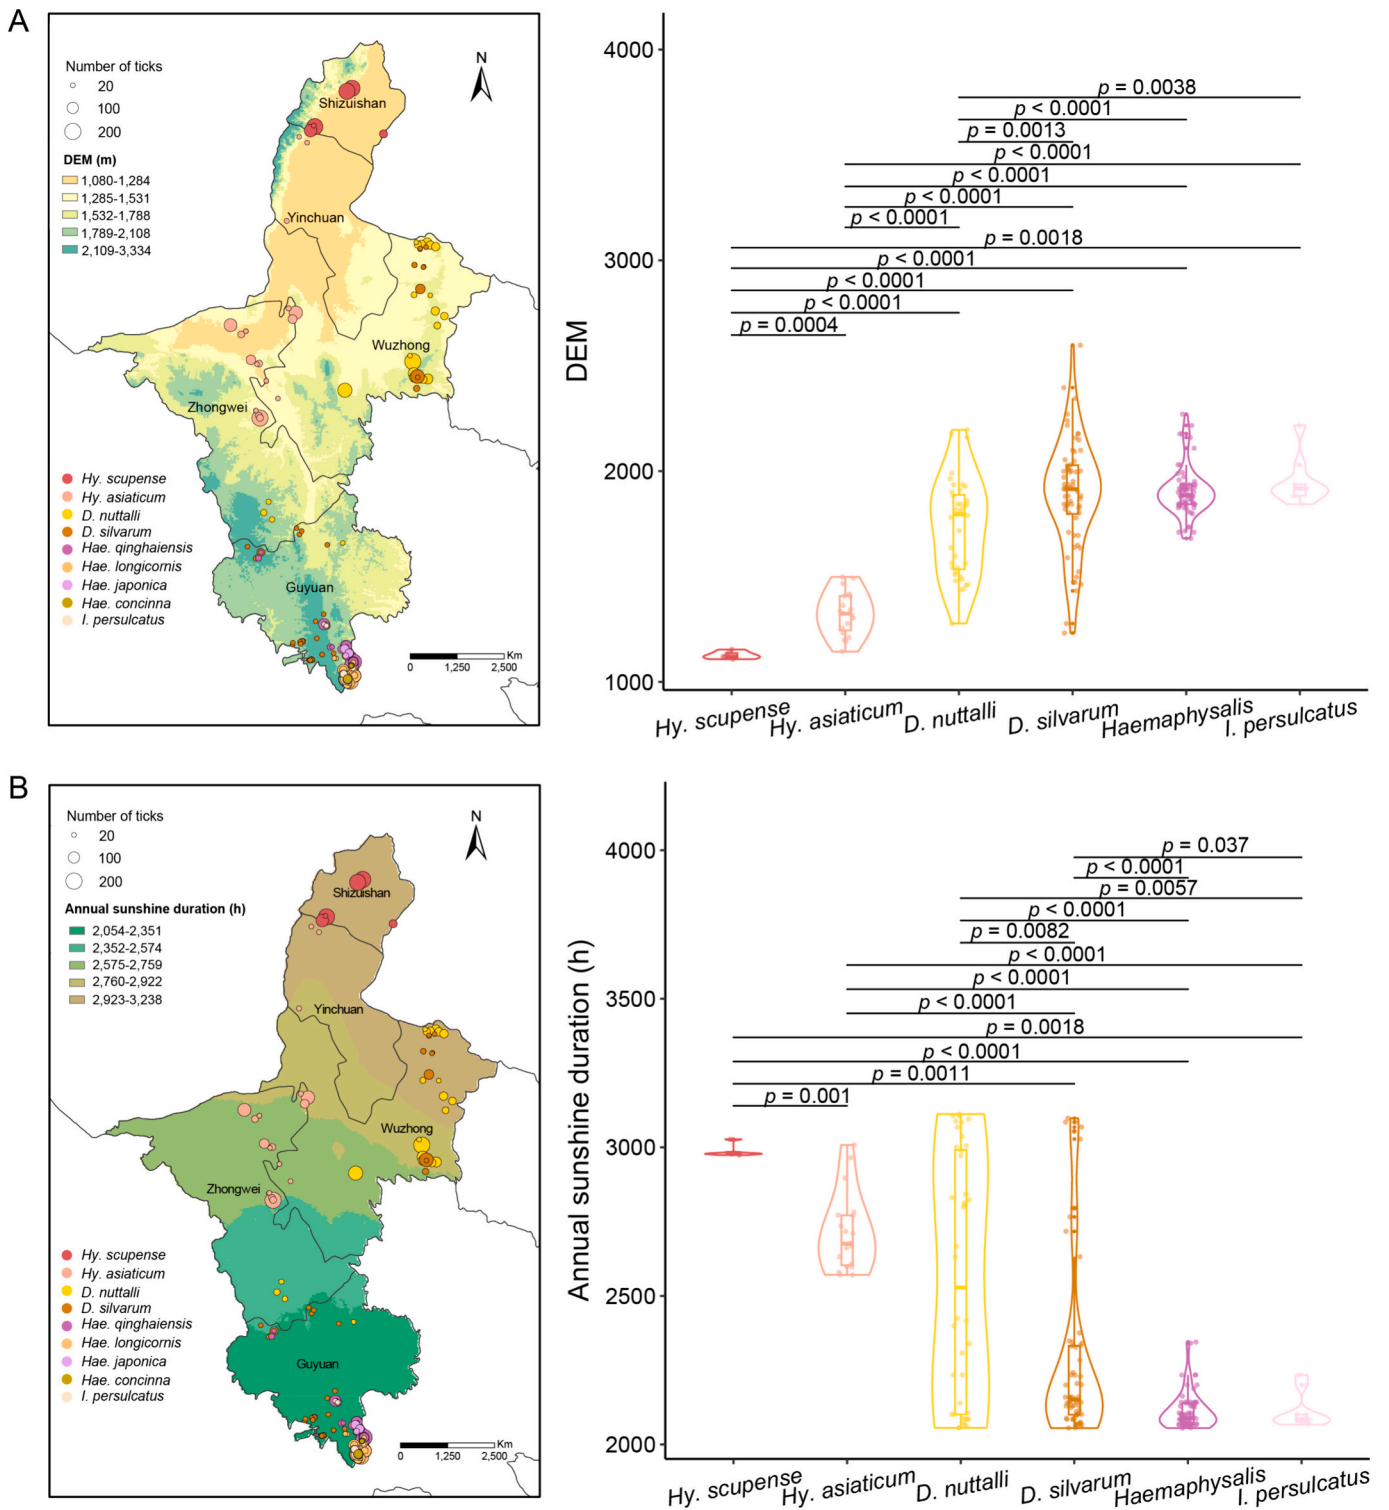 A
Number of ticks
20
100
200
DEM (m)
1,080-1,284
1,285-1,531
1,532-1,788
1,789-2,108
2,109-3,334
N
Shizuishan
Yinchuan
Wuzhong
Zhongwei
Guyuan
Hy. scupense
Hy. asiaticum
D. nuttalli
D. silvarum
Hae. qinghaiensis
Hae. longicornis
Hae. japonica
Hae. concinna
I. persulcatus
Km
0 1,250 2,500
DEM
4000
3000
2000
1000
p = 0.0038
p < 0.0001
p = 0.0013
p < 0.0001
p < 0.0001
p < 0.0001
p < 0.0001
p = 0.0018
p < 0.0001
p < 0.0001
p < 0.0001
p = 0.0004
Hy. scupense
Hy. asiaticum
D. nuttalli
D. silvarum
Haemaphysalis
I. persulcatus
B
Number of ticks
20
100
200
Annual sunshine duration (h)
2,054-2,351
2,352-2,574
2,575-2,759
2,760-2,922
2,923-3,238
N
Shizuishan
Yinchuan
Wuzhong
Zhongwei
Guyuan
Hy. scupense
Hy. asiaticum
D. nuttalli
D. silvarum
Hae. qinghaiensis
Hae. longicornis
Hae. japonica
Hae. concinna
I. persulcatus
Km
0 1,250 2,500
Annual sunshine duration (h)
4000
3500
3000
2500
2000
p = 0.037
p < 0.0001
p = 0.0057
p < 0.0001
p = 0.0082
p < 0.0001
p < 0.0001
p < 0.0001
p = 0.0018
p < 0.0001
p = 0.0011
p = 0.001
Hy. scupense
Hy. asiaticum
D. nuttalli
D. silvarum
Haemaphysalis
I. persulcatus